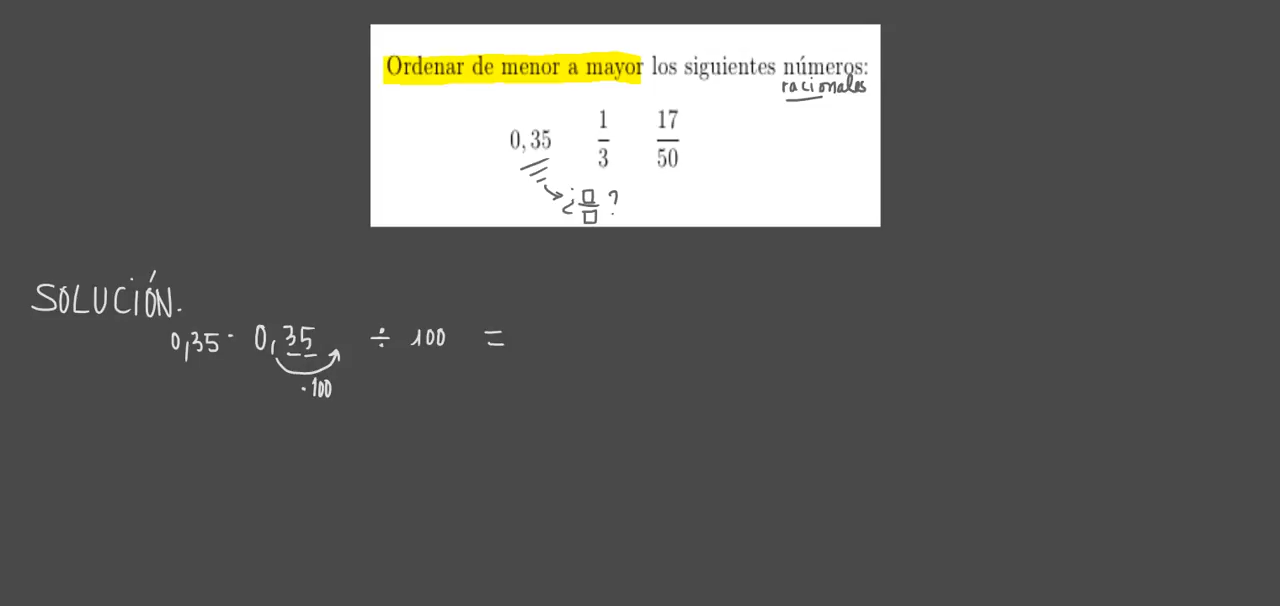 Ordenar de menor a mayor los siguientes números:
racionales
0,35 1/3 17/50
¿□/□?
SOLUCIÓN.
0,35 · 0,35 ÷ 100 =
· 100